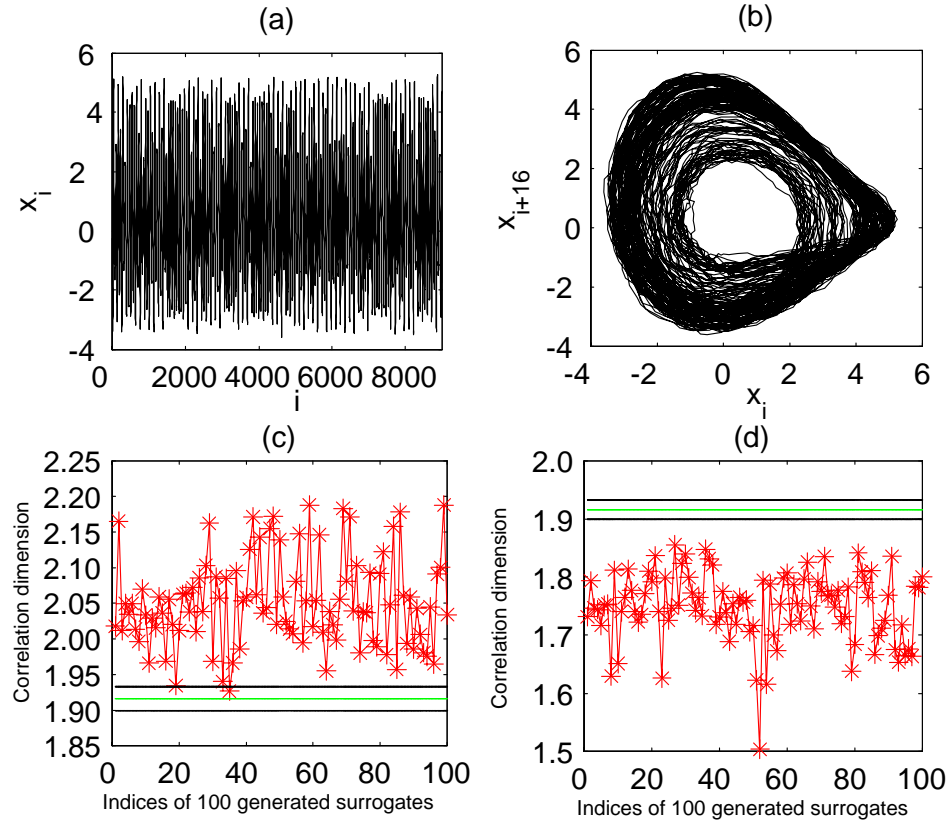 (a)
6
4
2
0
-2
-4
x_i
0 2000 4000 6000 8000
i
(b)
6
4
2
0
-2
-4
x_{i+16}
-4 -2 0 2 4 6
x_i
(c)
2.25
2.20
2.15
2.10
2.05
2.00
1.95
1.90
1.85
Correlation dimension
0 20 40 60 80 100
Indices of 100 generated surrogates
(d)
2.0
1.9
1.8
1.7
1.6
1.5
Correlation dimension
0 20 40 60 80 100
Indices of 100 generated surrogates